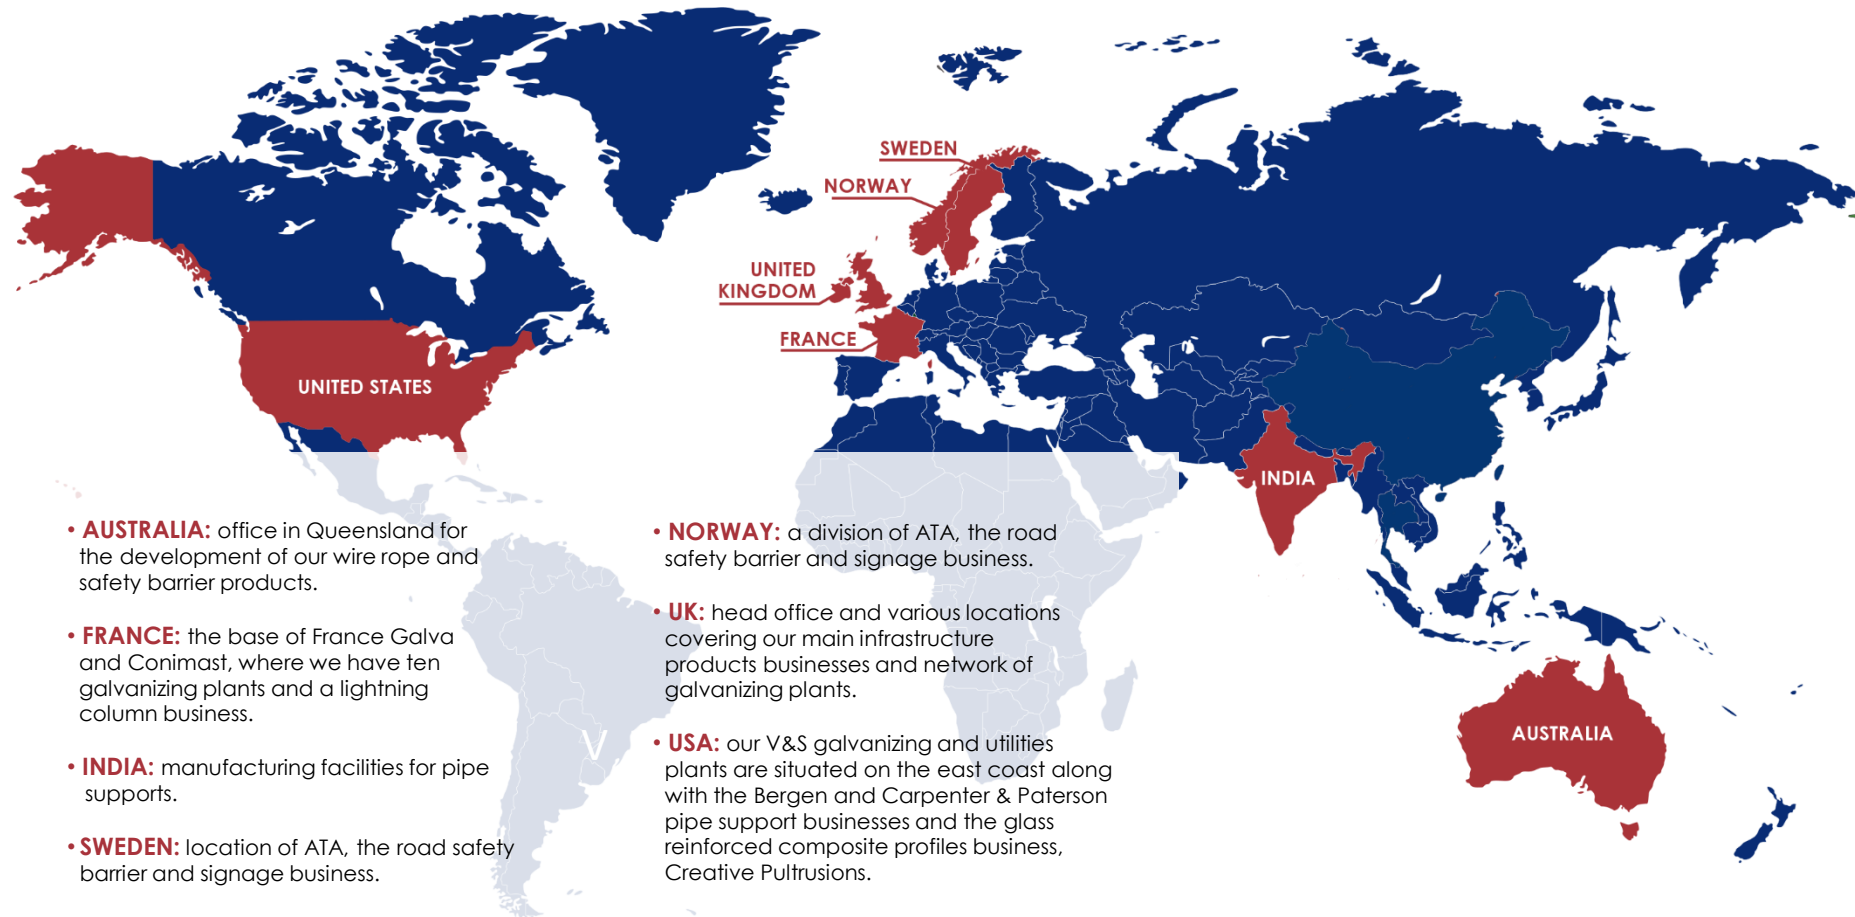 SWEDEN
NORWAY
UNITED
KINGDOM
FRANCE
UNITED STATES
INDIA
AUSTRALIA
• AUSTRALIA: office in Queensland for
the development of our wire rope and
safety barrier products.
• FRANCE: the base of France Galva
and Conimast, where we have ten
galvanizing plants and a lightning
column business.
• INDIA: manufacturing facilities for pipe
supports.
• SWEDEN: location of ATA, the road safety
barrier and signage business.
• NORWAY: a division of ATA, the road
safety barrier and signage business.
• UK: head office and various locations
covering our main infrastructure
products businesses and network of
galvanizing plants.
• USA: our V&S galvanizing and utilities
plants are situated on the east coast along
with the Bergen and Carpenter & Paterson
pipe support businesses and the glass
reinforced composite profiles business,
Creative Pultrusions.
V